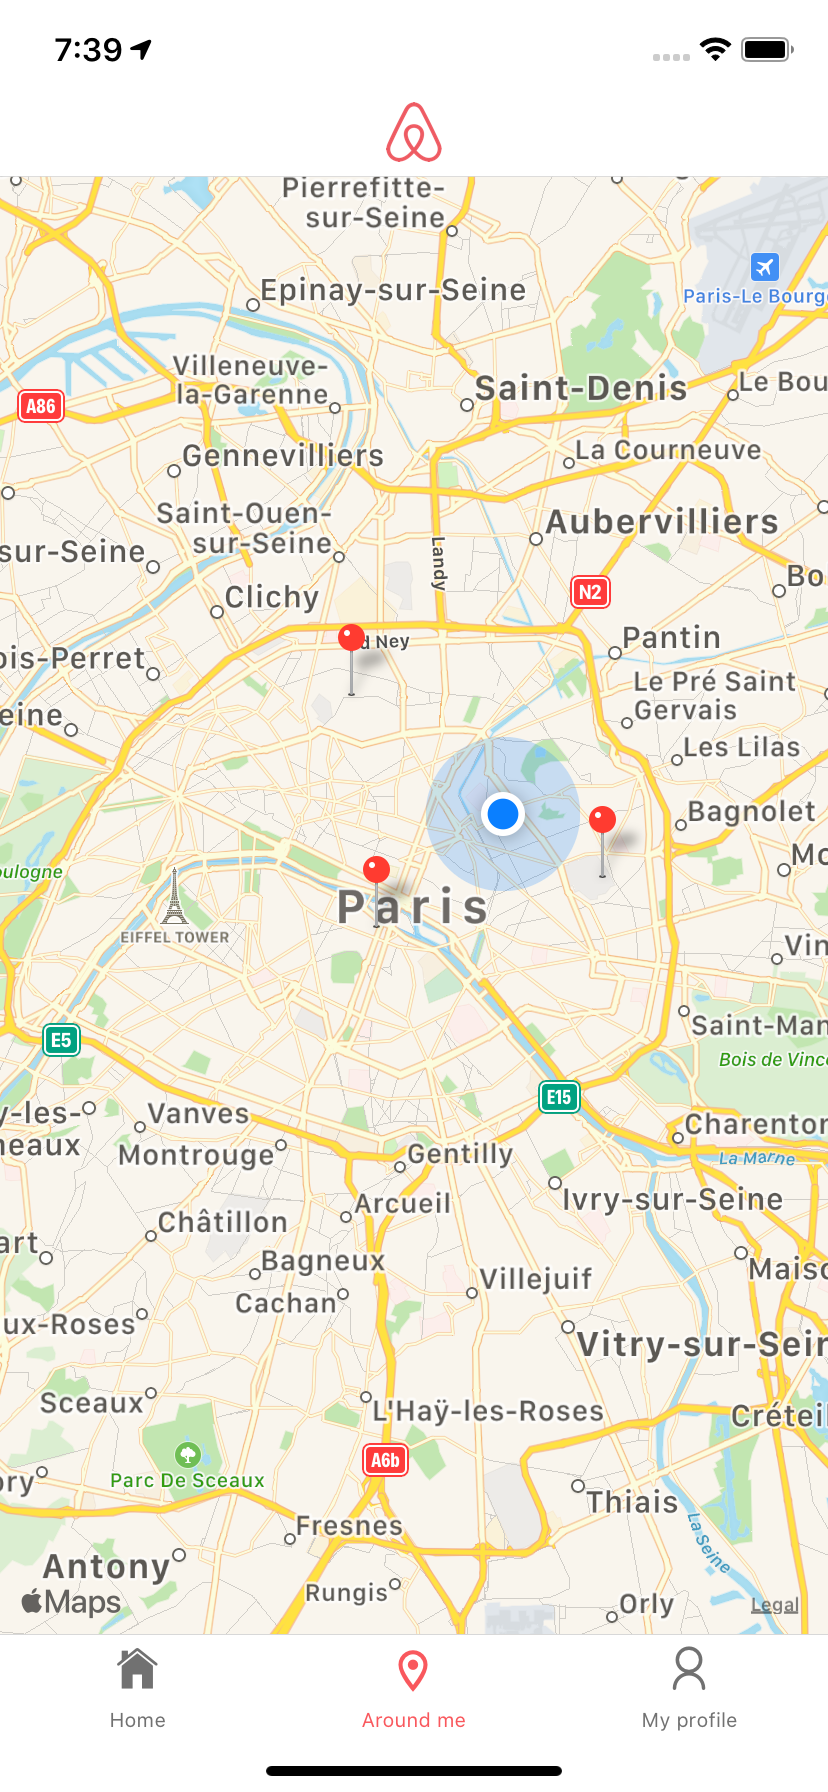 7:39
Pierrefitte-
sur-Seine
Epinay-sur-Seine
Paris-Le Bourg
Villeneuve-
la-Garenne
Saint-Denis
Le Bou
A86
Gennevilliers
La Courneuve
Saint-Ouen-
sur-Seine
Aubervilliers
sur-Seine
Landy
Bo
N2
Clichy
d Ney
Pantin
ois-Perret
Le Pré Saint
Gervais
eine
Les Lilas
Bagnolet
Mo
oulogne
Paris
EIFFEL TOWER
Vin
E5
Saint-Man
Bois de Vince
E15
y-les-
neaux
Vanves
Montrouge
Gentilly
Charenton
La Marne
Ivry-sur-Seine
Arcueil
Châtillon
art
Bagneux
Cachan
Villejuif
Maiso
ux-Roses
Vitry-sur-Sein
Sceaux
L'Haÿ-les-Roses
Créteil
A6b
Parc De Sceaux
ry
Thiais
Fresnes
La Seine
Antony
Rungis
Orly
Maps
Legal
Home
Around me
My profile